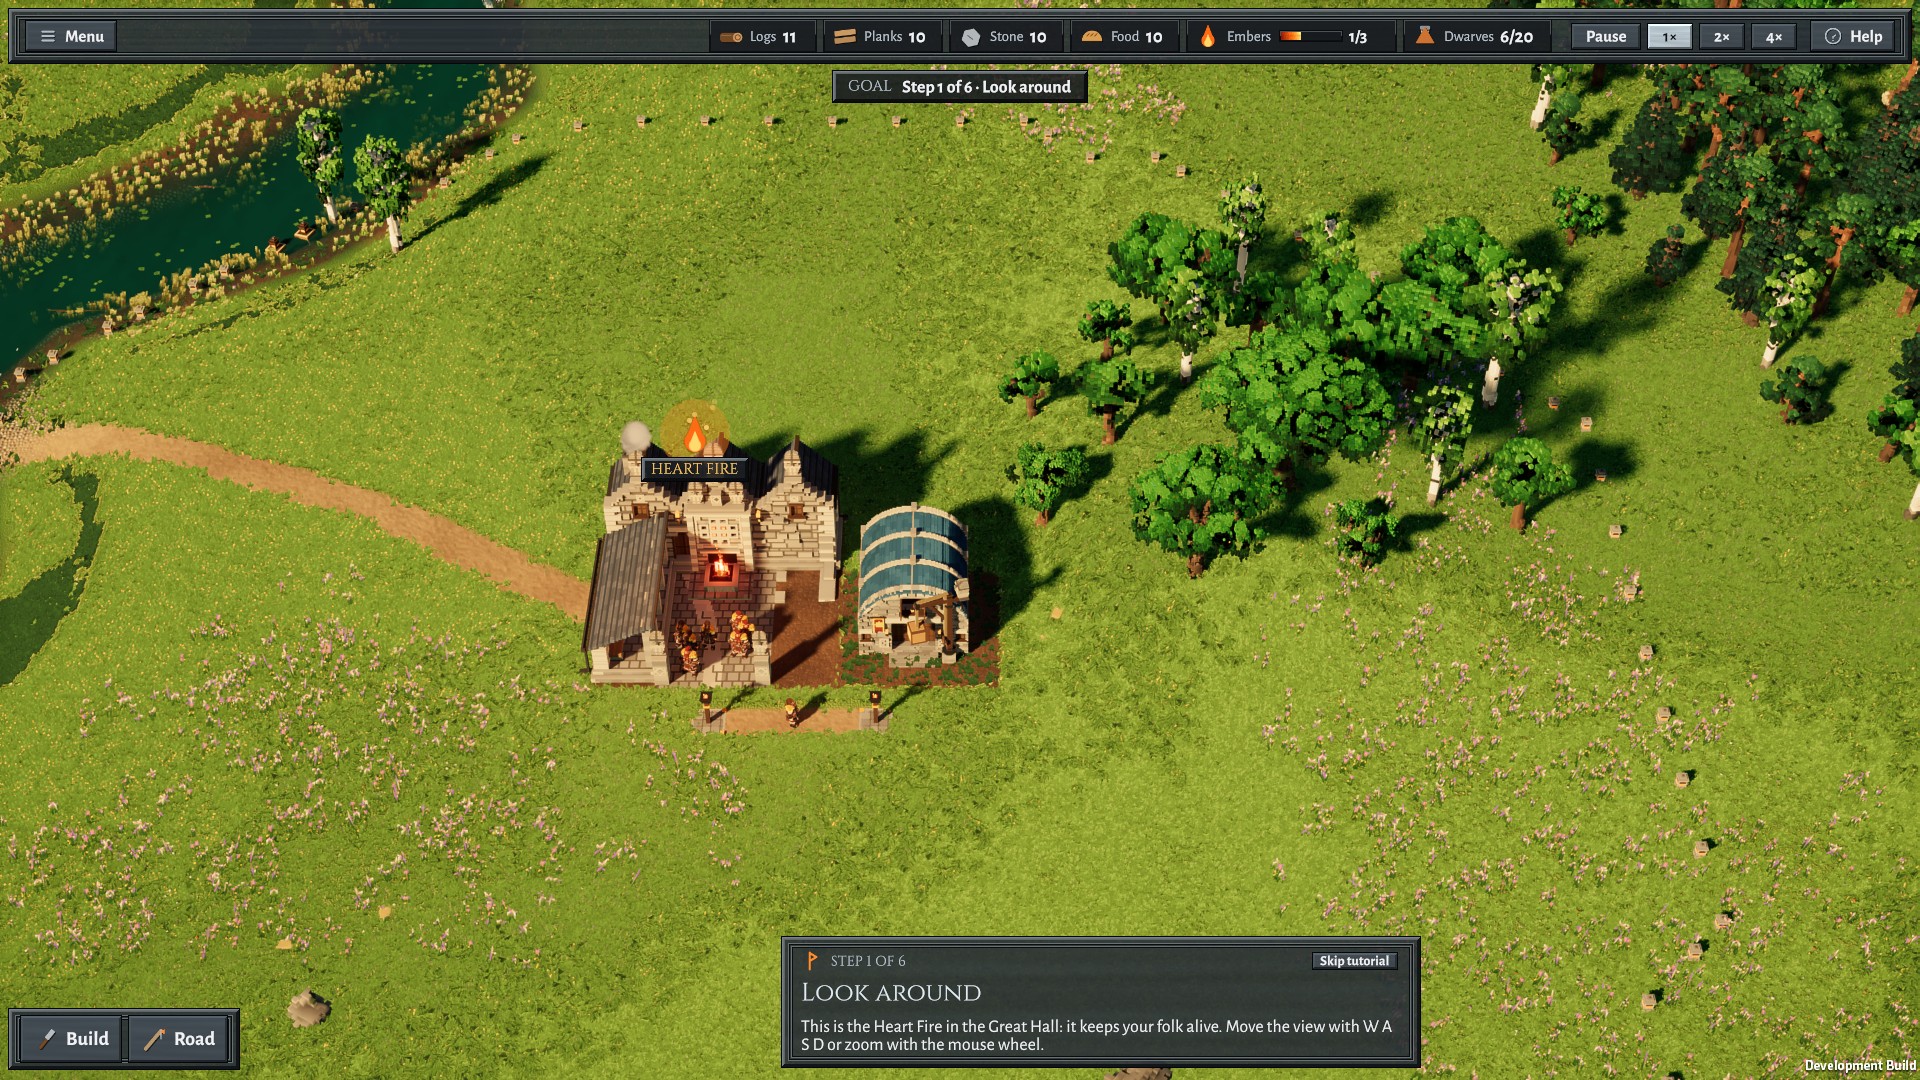 Menu
Logs 11
Planks 10
Stone 10
Food 10
Embers 1/3
Dwarves 6/20
Pause
1×
2×
4×
Help
GOAL Step 1 of 6 · Look around
HEART FIRE
STEP 1 OF 6
Skip tutorial
LOOK AROUND
This is the Heart Fire in the Great Hall: it keeps your folk alive. Move the view with W A
S D or zoom with the mouse wheel.
Build
Road
Development Build